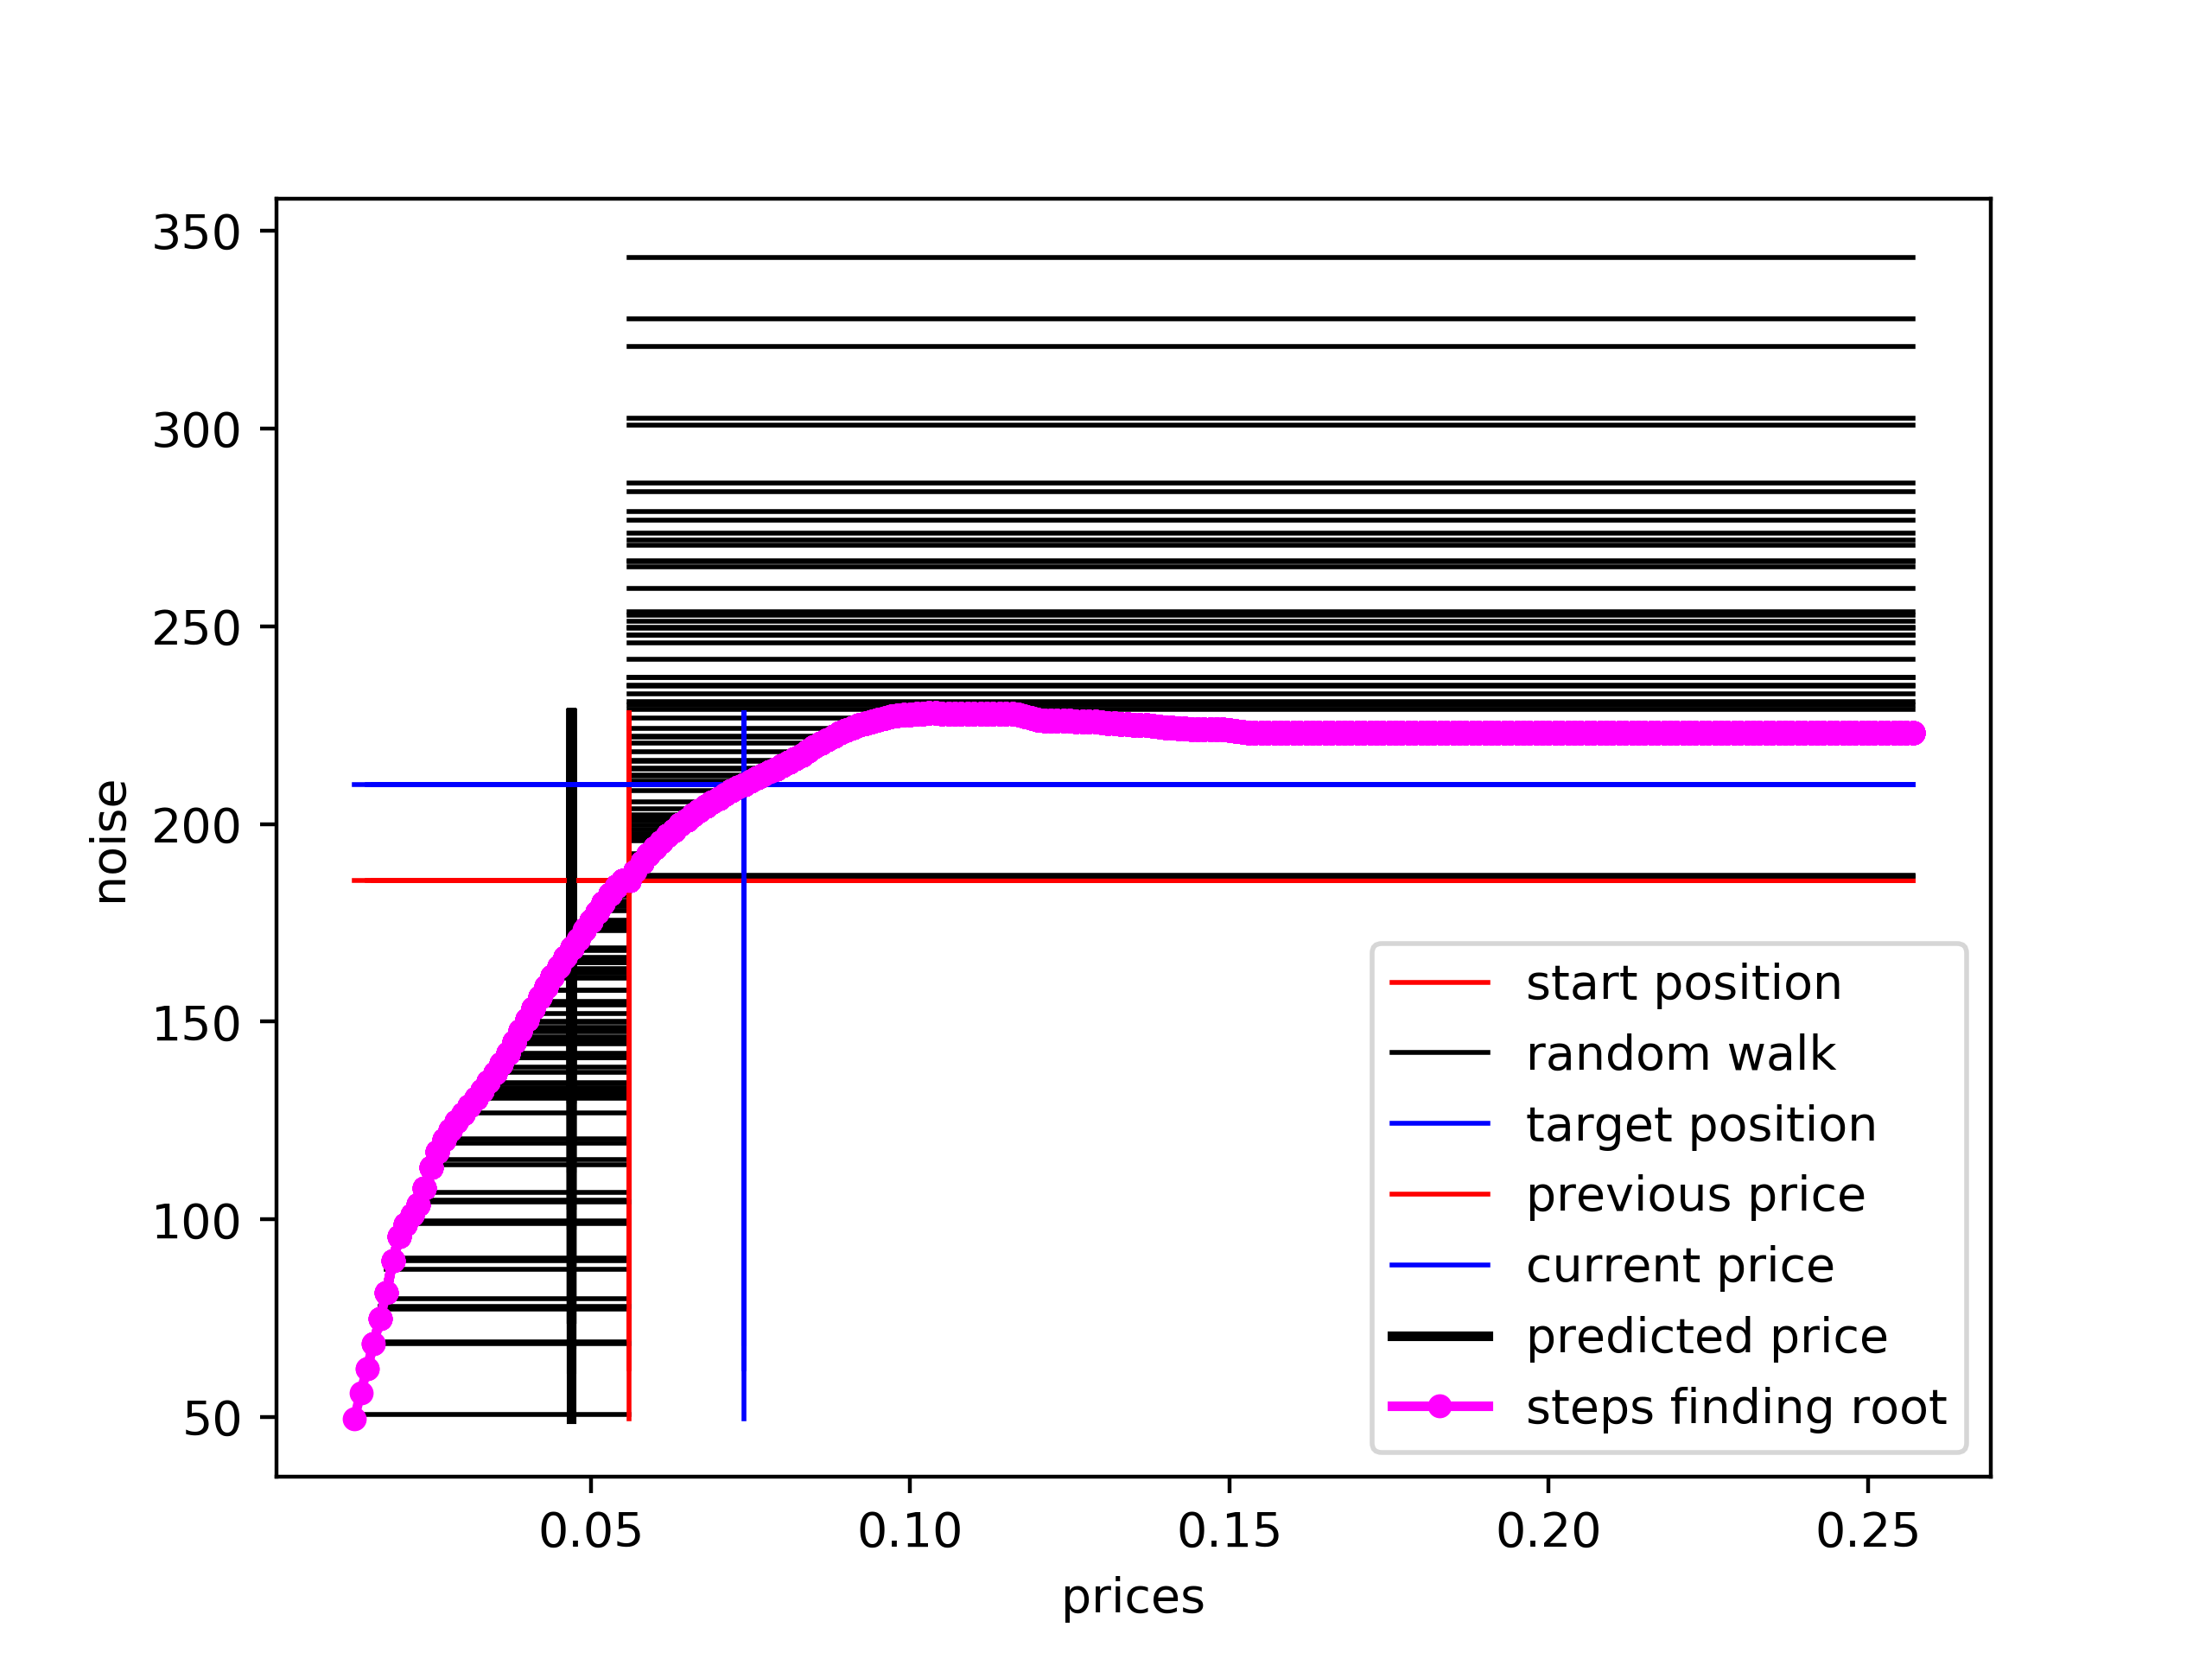 350
300
250
200
150
100
50
noise
0.05 0.10 0.15 0.20 0.25
prices
start position
random walk
target position
previous price
current price
predicted price
steps finding root